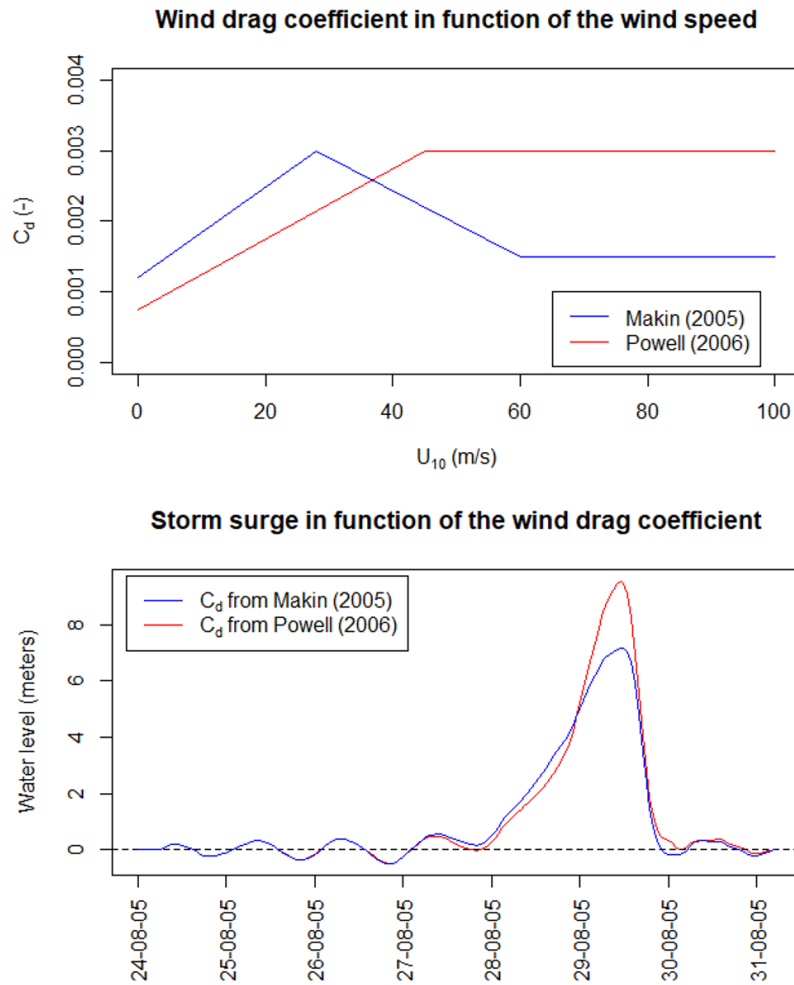 Wind drag coefficient in function of the wind speed
0.004
0.003
0.002
0.001
0.000
C_d (-)
Makin (2005)
Powell (2006)
0 20 40 60 80 100
U_10 (m/s)
Storm surge in function of the wind drag coefficient
C_d from Makin (2005)
C_d from Powell (2006)
8
6
4
2
0
Water level (meters)
24-08-05 25-08-05 26-08-05 27-08-05 28-08-05 29-08-05 30-08-05 31-08-05